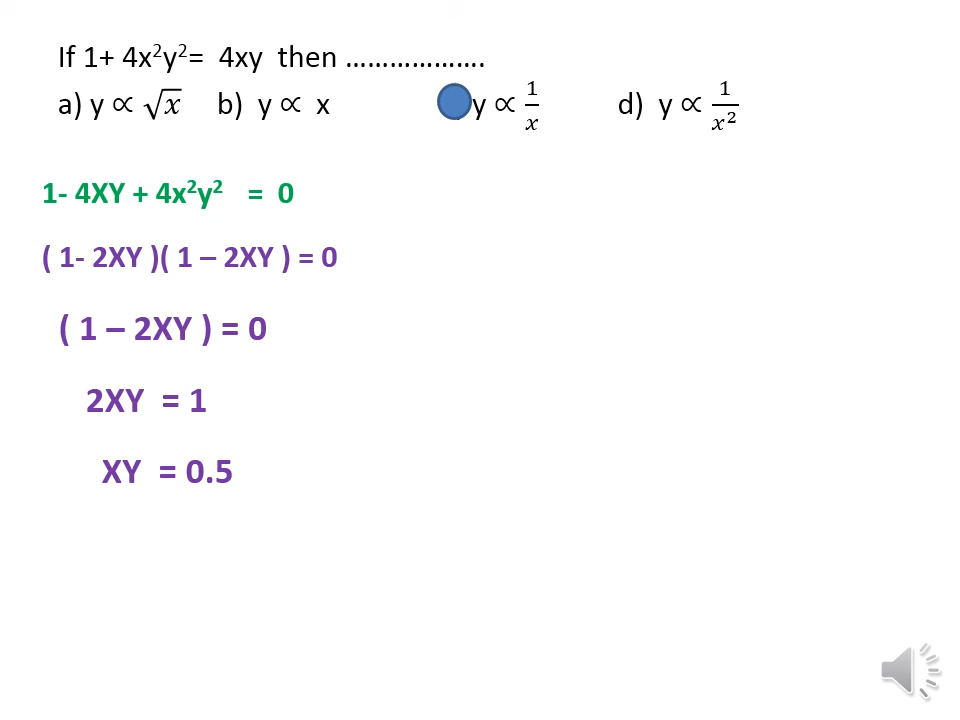 If 1+ 4x²y²= 4xy then ……………….
a) y ∝ √x b) y ∝ x y ∝ 1/x d) y ∝ 1/x²
1- 4XY + 4x²y² = 0
( 1- 2XY )( 1 – 2XY ) = 0
( 1 – 2XY ) = 0
2XY = 1
XY = 0.5